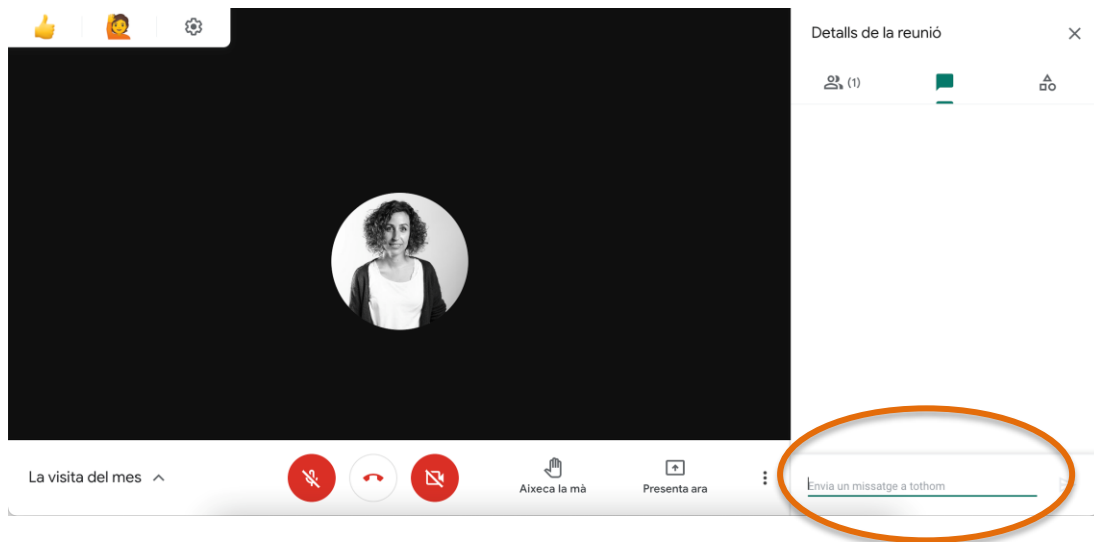 Detalls de la reunió
(1)
La visita del mes
Aixeca la mà
Presenta ara
Envia un missatge a tothom